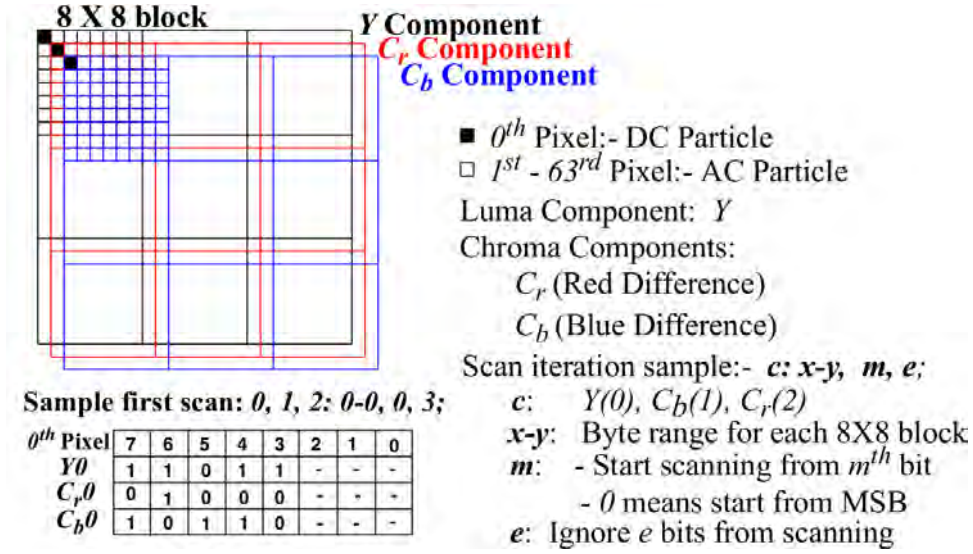 8 X 8 block
Y Component
Cr Component
Cb Component
■ 0th Pixel:- DC Particle
□ 1st - 63rd Pixel:- AC Particle
Luma Component: Y
Chroma Components:
Cr (Red Difference)
Cb (Blue Difference)
Scan iteration sample:- c: x-y, m, e;
c: Y(0), Cb(1), Cr(2)
x-y: Byte range for each 8X8 block
m: - Start scanning from mth bit
- 0 means start from MSB
e: Ignore e bits from scanning
Sample first scan: 0, 1, 2: 0-0, 0, 3;
0th Pixel 7 6 5 4 3 2 1 0
Y0 1 1 0 1 1 - - -
Cr0 0 1 0 0 0 - - -
Cb0 1 0 1 1 0 - - -